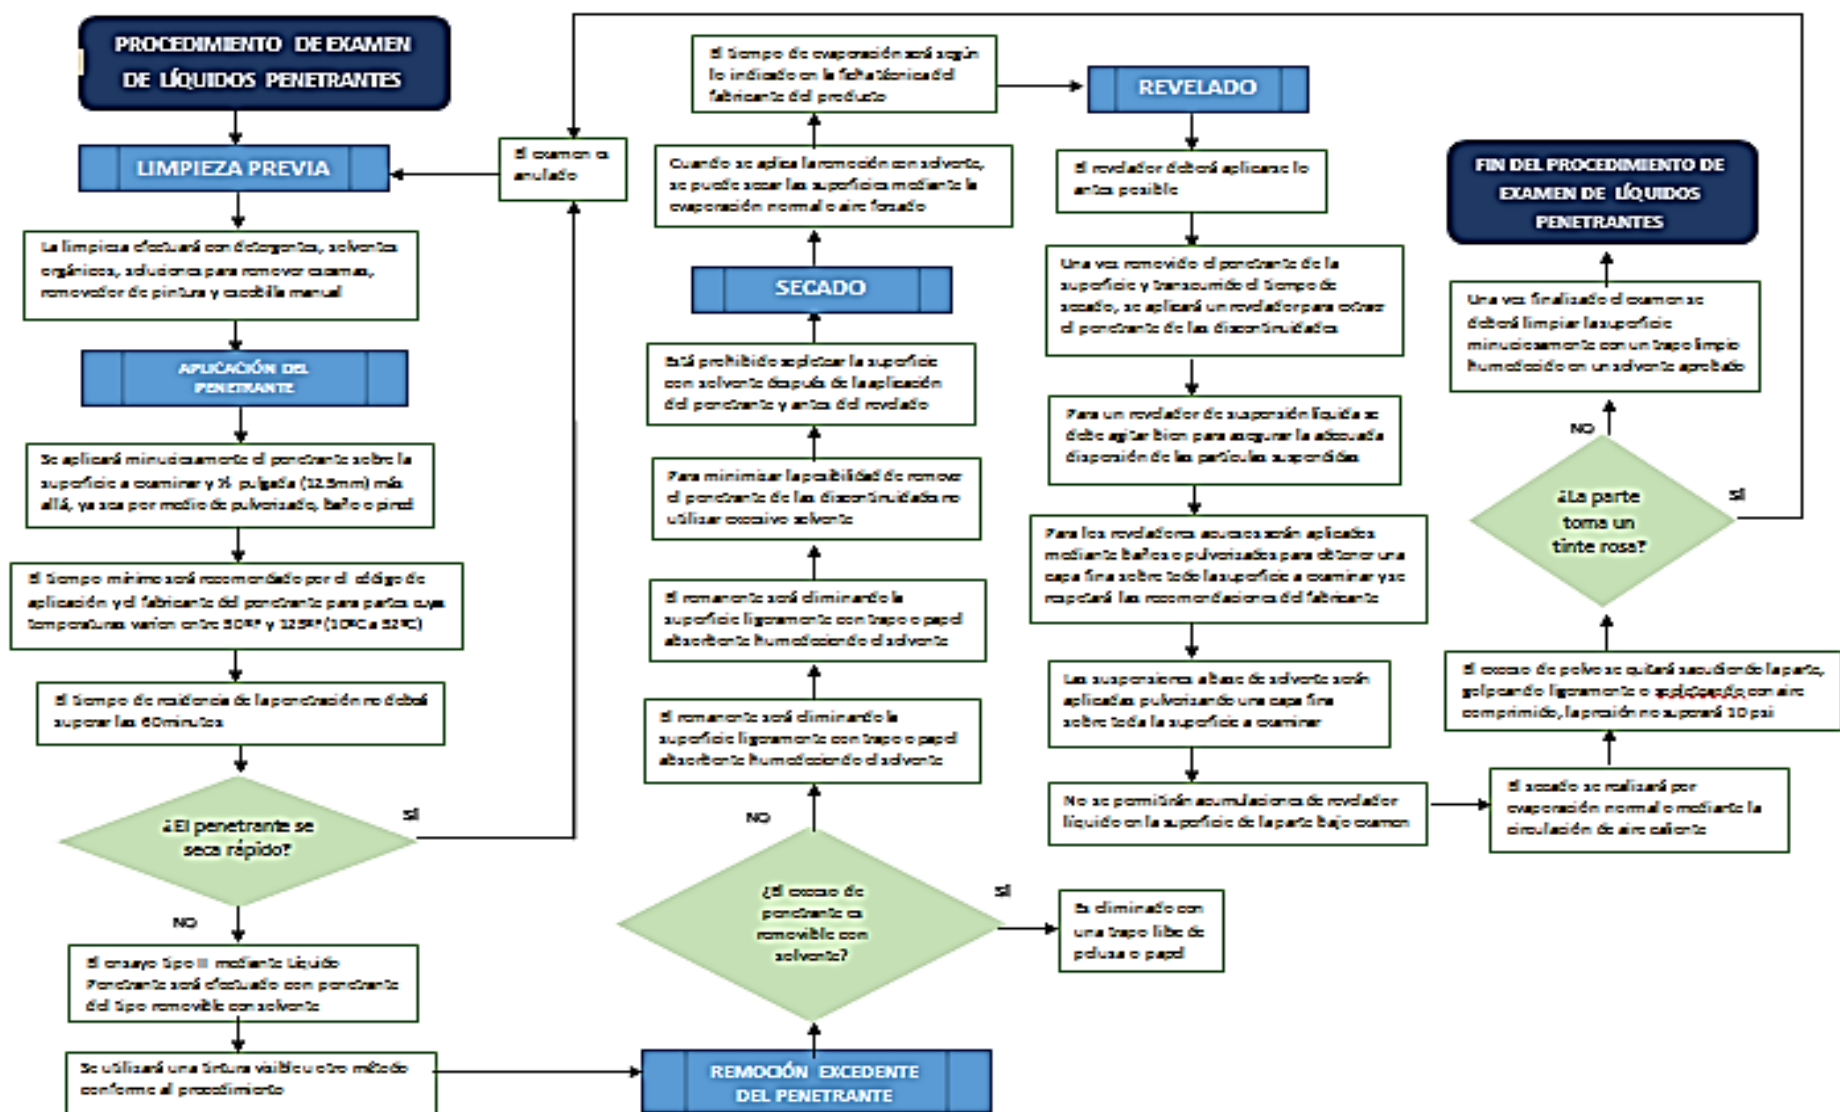 PROCEDIMIENTO DE EXAMEN
DE LÍQUIDOS PENETRANTES
LIMPIEZA PREVIA
La limpieza efectuará con detergentes, solventes
orgánicos, soluciones para remover escamas,
removedor de pintura y escobilla manual
APLICACIÓN DEL
PENETRANTE
Se aplicará minuciosamente el penetrante sobre la
superficie a examinar y ½ pulgada (12.5mm) más
allá, ya sea por medio de pulverizado, baño o pincel
El tiempo mínimo será recomendado por el código de
aplicación y el fabricante del penetrante para partes cuyas
temperaturas varíen entre 50ºF y 125ºF (10ºC a 52ºC)
El tiempo de residencia de la penetración no deberá
superar las 60minutos
¿El penetrante se
seca rápido?
SÍ
NO
El examen es
anulado
El ensayo tipo II mediante Líquido
Penetrante será efectuado con penetrante
del tipo removible con solvente
Se utilizará una tintura visible u otro método
conforme al procedimiento
REMOCIÓN EXCEDENTE
DEL PENETRANTE
¿El exceso de
penetrante es
removible con
solvente?
SÍ
Es eliminado con
una trapo libe de
pelusa o papel
NO
El remanente será eliminando la
superficie ligeramente con trapo o papel
absorbente humedeciendo el solvente
El remanente será eliminando la
superficie ligeramente con trapo o papel
absorbente humedeciendo el solvente
Para minimizar la posibilidad de remover
el penetrante de las discontinuidades no
utilizar excesivo solvente
Está prohibido sopletear la superficie
con solvente después de la aplicación
del penetrante y antes del revelado
SECADO
Cuando se aplica la remoción con solvente,
se puede secar las superficies mediante la
evaporación normal o aire forzado
El tiempo de evaporación será según
lo indicado en la ficha técnica del
fabricante del producto
REVELADO
El revelador deberá aplicarse lo
antes posible
Una vez removido el penetrante de la
superficie y transcurrido el tiempo de
secado, se aplicará un revelador para extraer
el penetrante de las discontinuidades
Para un revelador de suspensión líquida se
debe agitar bien para asegurar la adecuada
dispersión de las partículas suspendidas
Para los reveladores acuosos serán aplicados
mediante baños o pulverizados para obtener una
capa fina sobre todo la superficie a examinar y se
respetará las recomendaciones del fabricante
Las suspensiones a base de solvente serán
aplicadas pulverizando una capa fina
sobre toda la superficie a examinar
No se permitirán acumulaciones de revelador
líquido en la superficie de la parte bajo examen
El secado se realizará por
evaporación normal o mediante la
circulación de aire caliente
El exceso de polvo se quitará sacudiendo la parte,
golpeando ligeramente o sopleteando con aire
comprimido, la presión no superará 10 psi
¿La parte
toma un
tinte rosa?
SÍ
NO
Una vez finalizado el examen se
deberá limpiar la superficie
minuciosamente con un trapo limpio
humedecido en un solvente aprobado
FIN DEL PROCEDIMIENTO DE
EXAMEN DE LÍQUIDOS
PENETRANTES